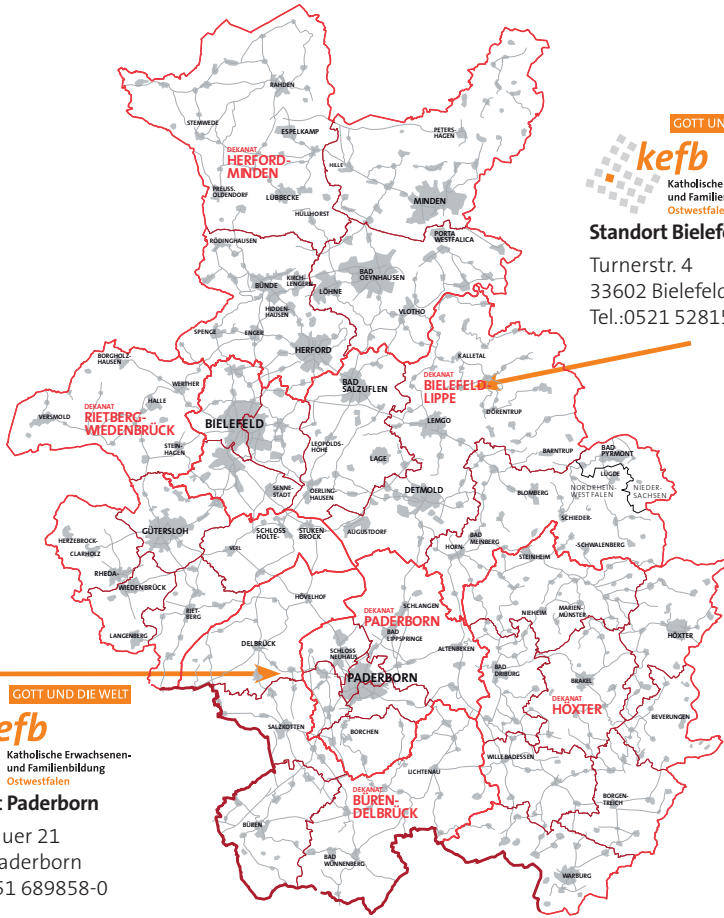 RAHDEN
STEMWEDE
ESPELKAMP
PETERS-
HAGEN
DEKANAT
HERFORD-
MINDEN
HILLE
PREUSS.
OLDENDORF
LÜBBECKE
MINDEN
HÜLLHORST
RÖDINGHAUSEN
PORTA
WESTFALICA
KIRCH-
LENGERN
BAD
OEYNHAUSEN
BÜNDE
LÖHNE
HIDDEN-
HAUSEN
VLOTHO
SPENGE
ENGER
HERFORD
KALLETAL
BORGHOLZ-
HAUSEN
WERTHER
BAD
SALZUFLEN
DEKANAT
BIELEFELD-
LIPPE
HALLE
DEKANAT
RIETBERG-
WIEDENBRÜCK
VERSMOLD
DÖRENTRUP
BIELEFELD
LEMGO
STEIN-
HAGEN
LEOPOLDS-
HÖHE
LAGE
BARNTRUP
BAD
PYRMONT
LÜGDE
SENNE-
STADT
OERLING-
HAUSEN
DETMOLD
BLOMBERG
NORDRHEIN-
WESTFALEN
NIEDER-
SACHSEN
SCHIEDER-
-SCHWALENBERG
GÜTERSLOH
SCHLOSS
HOLTE-
STUKEN-
BROCK
AUGUSTDORF
HERZEBROCK-
CLARHOLZ
VERL
HORN-
BAD
MEINBERG
STEINHEIM
RHEDA-
WIEDENBRÜCK
RIET-
BERG
HÖVELHOF
DEKANAT
PADERBORN
SCHLANGEN
NIEHEIM
MARIEN-
MÜNSTER
LANGENBERG
DELBRÜCK
BAD
LIPPSPRINGE
HÖXTER
SCHLOSS
NEUHAUS
ALTENBEKEN
BAD
DRIBURG
BRAKEL
PADERBORN
DEKANAT
HÖXTER
BEVERUNGEN
SALZKOTTEN
BORCHEN
WILLEBADESSEN
LICHTENAU
DEKANAT
BÜREN-
DELBRÜCK
BORGEN-
TREICH
BÜREN
BAD
WÜNNENBERG
WARBURG
GOTT UN
kefb
Katholische
und Familien
Ostwestfale
Standort Bielefe
Turnerstr. 4
33602 Bielefeld
Tel.:0521 52815
GOTT UND DIE WELT
efb
Katholische Erwachsenen-
und Familienbildung
Ostwestfalen
t Paderborn
uer 21
aderborn
51 689858-0